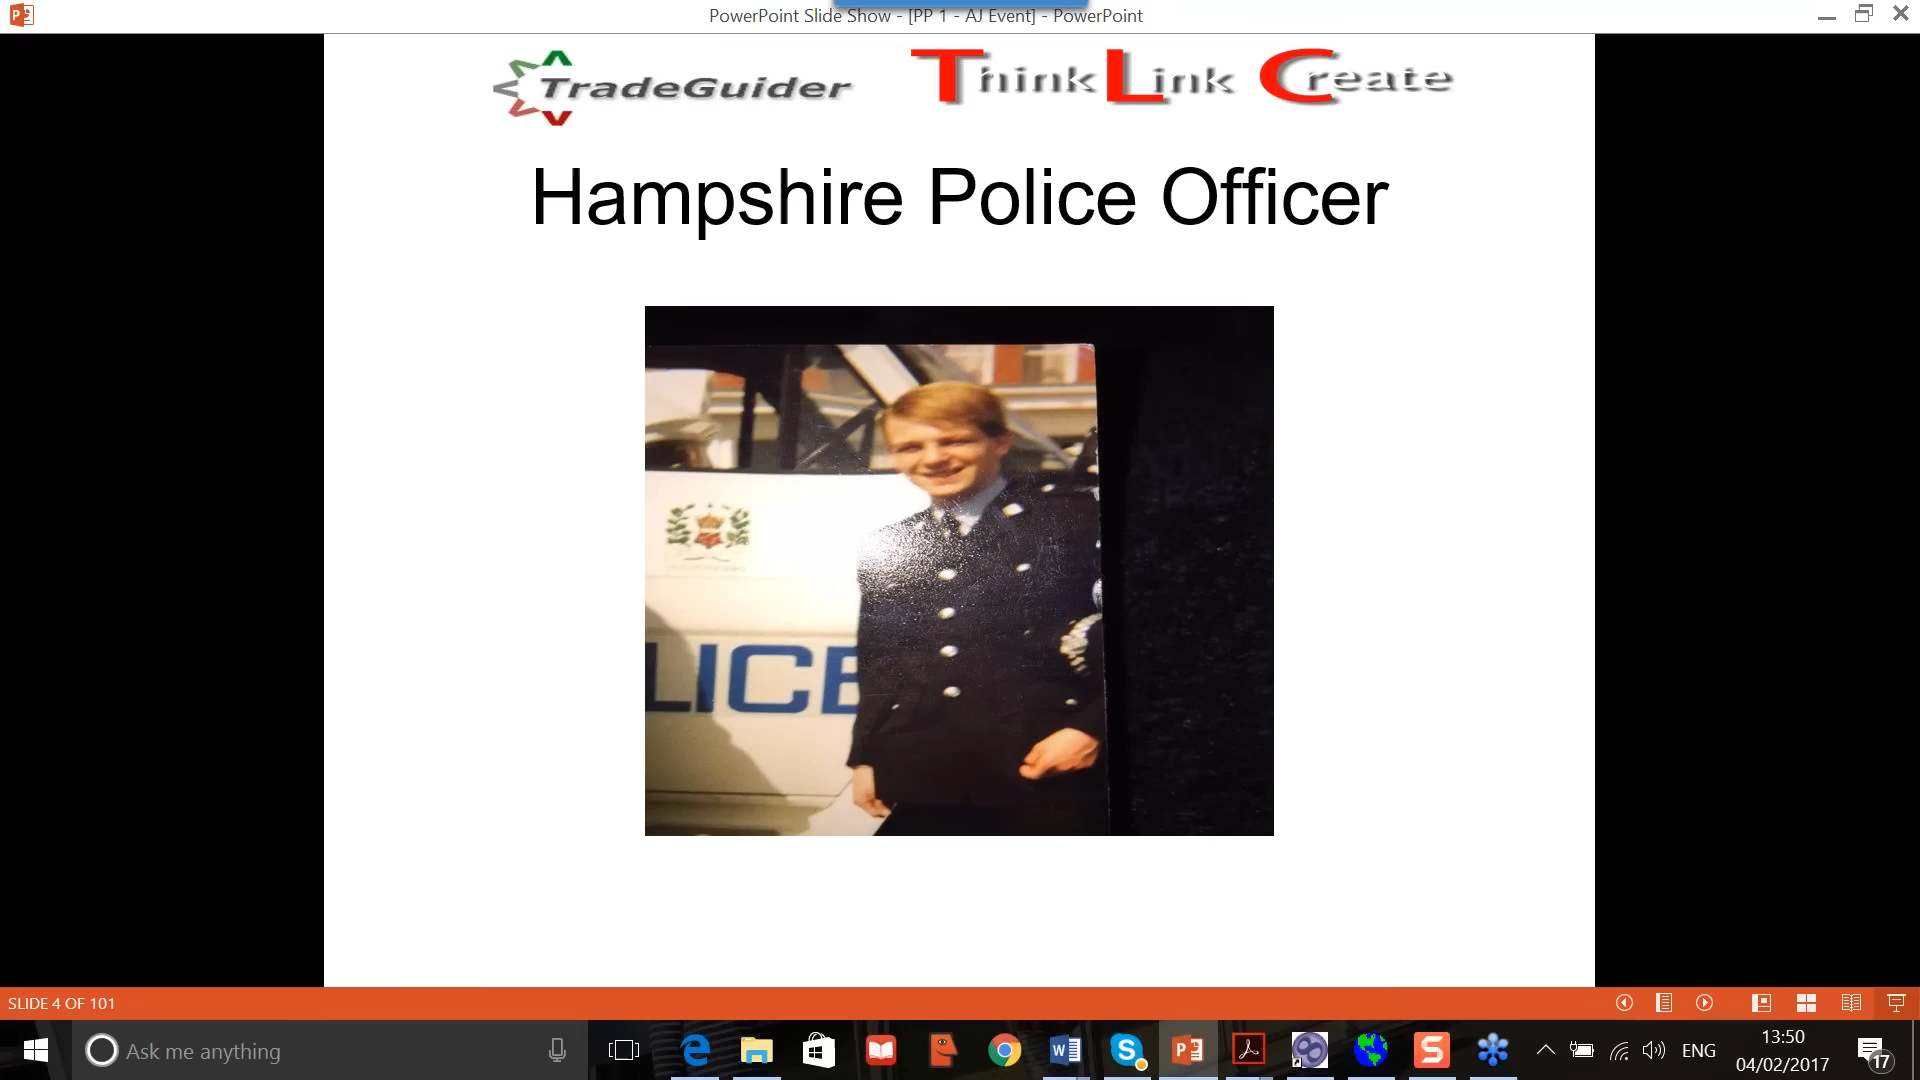 PowerPoint Slide Show - [PP 1 - AJ Event] - PowerPoint
TradeGuider
Think Link Create
Hampshire Police Officer
LICE
SLIDE 4 OF 101
Ask me anything
ENG
13:50
04/02/2017
17